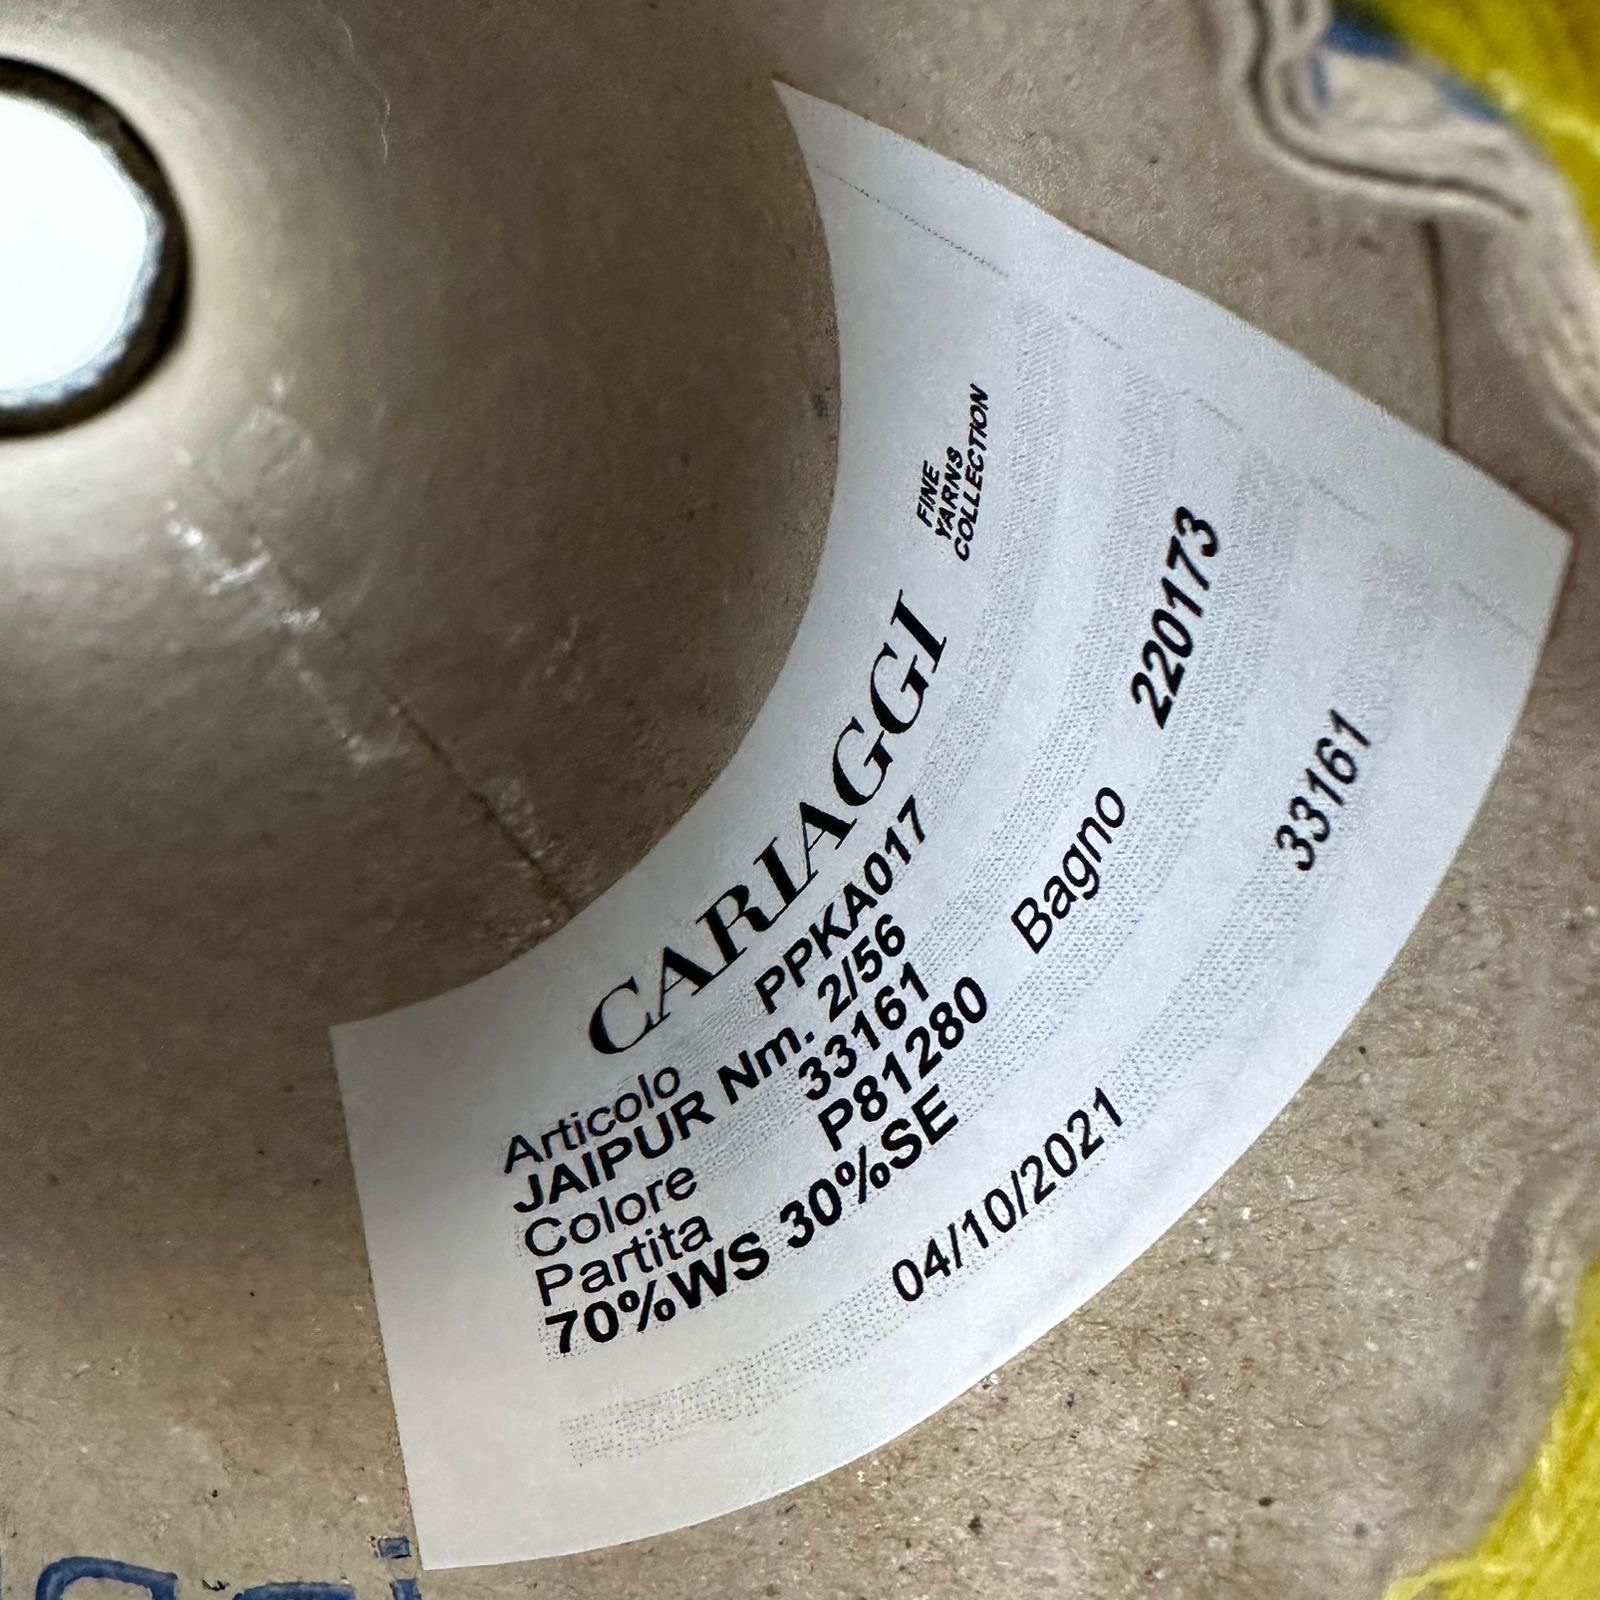 CARIAGGI
FINE
YARNS
COLLECTION
Articolo PPKA017
JAIPUR Nm. 2/56
Colore 33161
Partita P81280 Bagno 220173
70%WS 30%SE
04/10/2021 33161